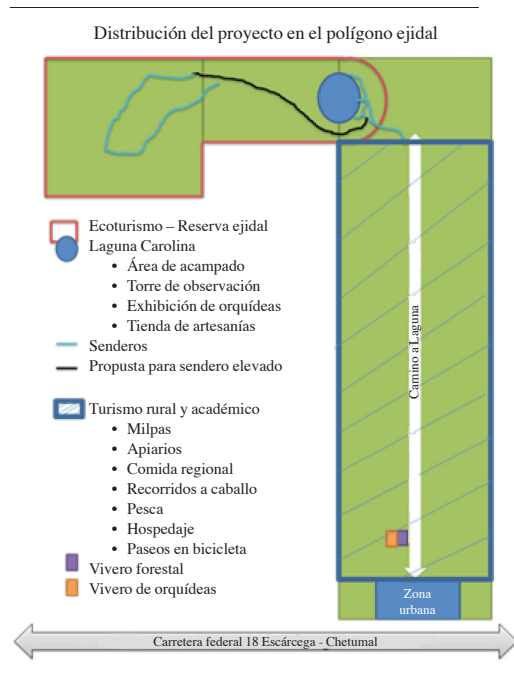 Distribución del proyecto en el polígono ejidal
Ecoturismo – Reserva ejidal
Laguna Carolina
• Área de acampado
• Torre de observación
• Exhibición de orquídeas
• Tienda de artesanías
Senderos
Propusta para sendero elevado
Turismo rural y académico
• Milpas
• Apiarios
• Comida regional
• Recorridos a caballo
• Pesca
• Hospedaje
• Paseos en bicicleta
Vivero forestal
Vivero de orquídeas
Camino a Laguna
Zona
urbana
Carretera federal 18 Escárcega - Chetumal